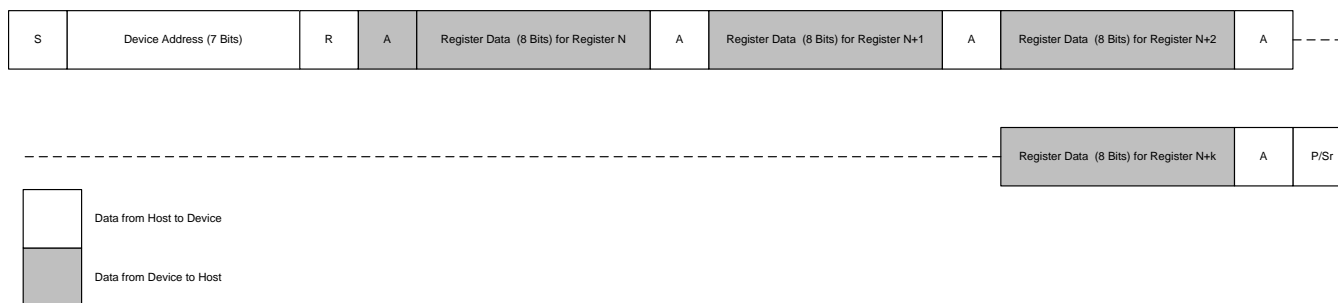 S Device Address (7 Bits) R A Register Data (8 Bits) for Register N A Register Data (8 Bits) for Register N+1 A Register Data (8 Bits) for Register N+2 A
Register Data (8 Bits) for Register N+k A P/Sr
Data from Host to Device
Data from Device to Host